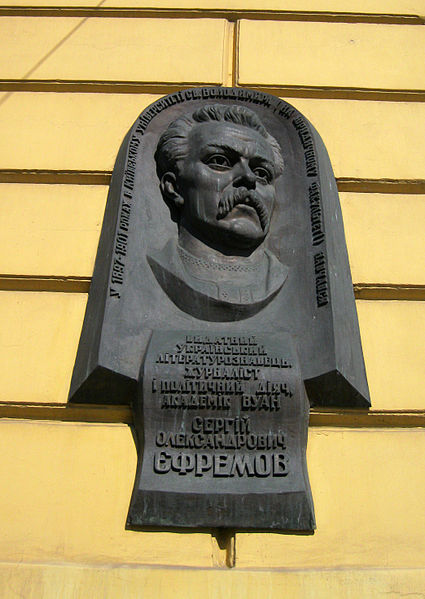 У 1897-1901 РОКАХ В КИЇВСЬКОМУ УНІВЕРСИТЕТІ СВ. ВОЛОДИМИРА НА ЮРИДИЧНОМУ ФАКУЛЬТЕТІ НАВЧАВСЯ
ВИДАТНИЙ
УКРАЇНСЬКИЙ
ЛІТЕРАТУРОЗНАВЕЦЬ,
ЖУРНАЛІСТ
І ПОЛІТИЧНИЙ ДІЯЧ,
АКАДЕМІК ВУАН
СЕРГІЙ
ОЛЕКСАНДРОВИЧ
ЄФРЕМОВ